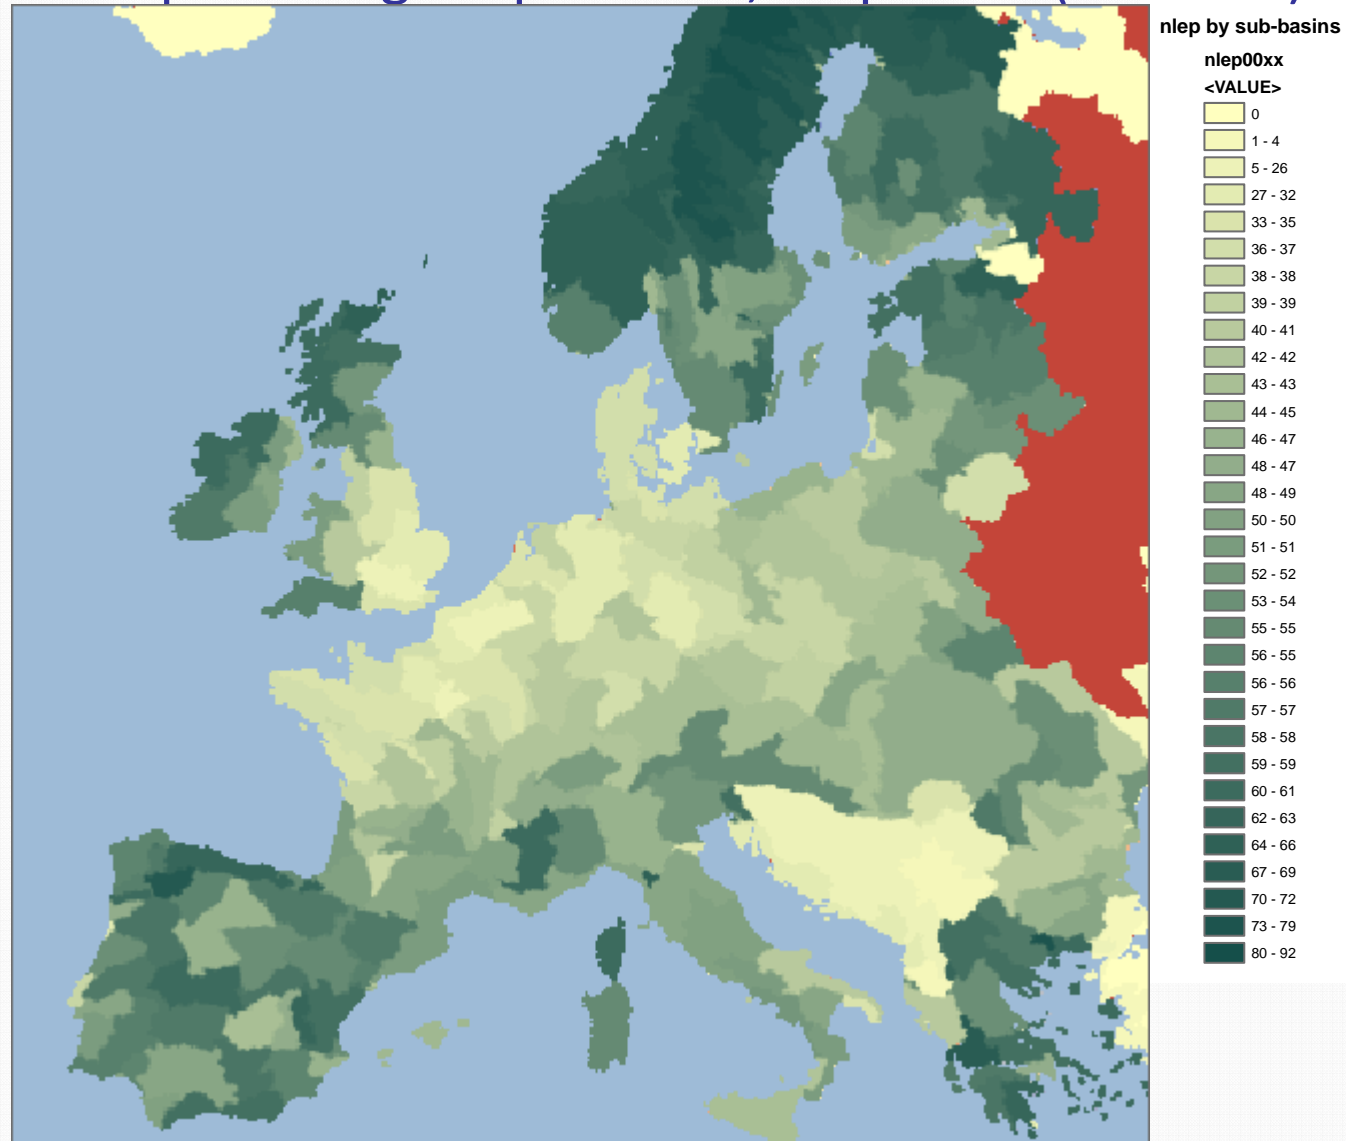 nlep by sub-basins
nlep00xx
<VALUE>
0
1 - 4
5 - 26
27 - 32
33 - 35
36 - 37
38 - 38
39 - 39
40 - 41
42 - 42
43 - 43
44 - 45
46 - 47
48 - 47
48 - 49
50 - 50
51 - 51
52 - 52
53 - 54
55 - 55
56 - 55
56 - 56
57 - 57
58 - 58
59 - 59
60 - 61
62 - 63
64 - 66
67 - 69
70 - 72
73 - 79
80 - 92